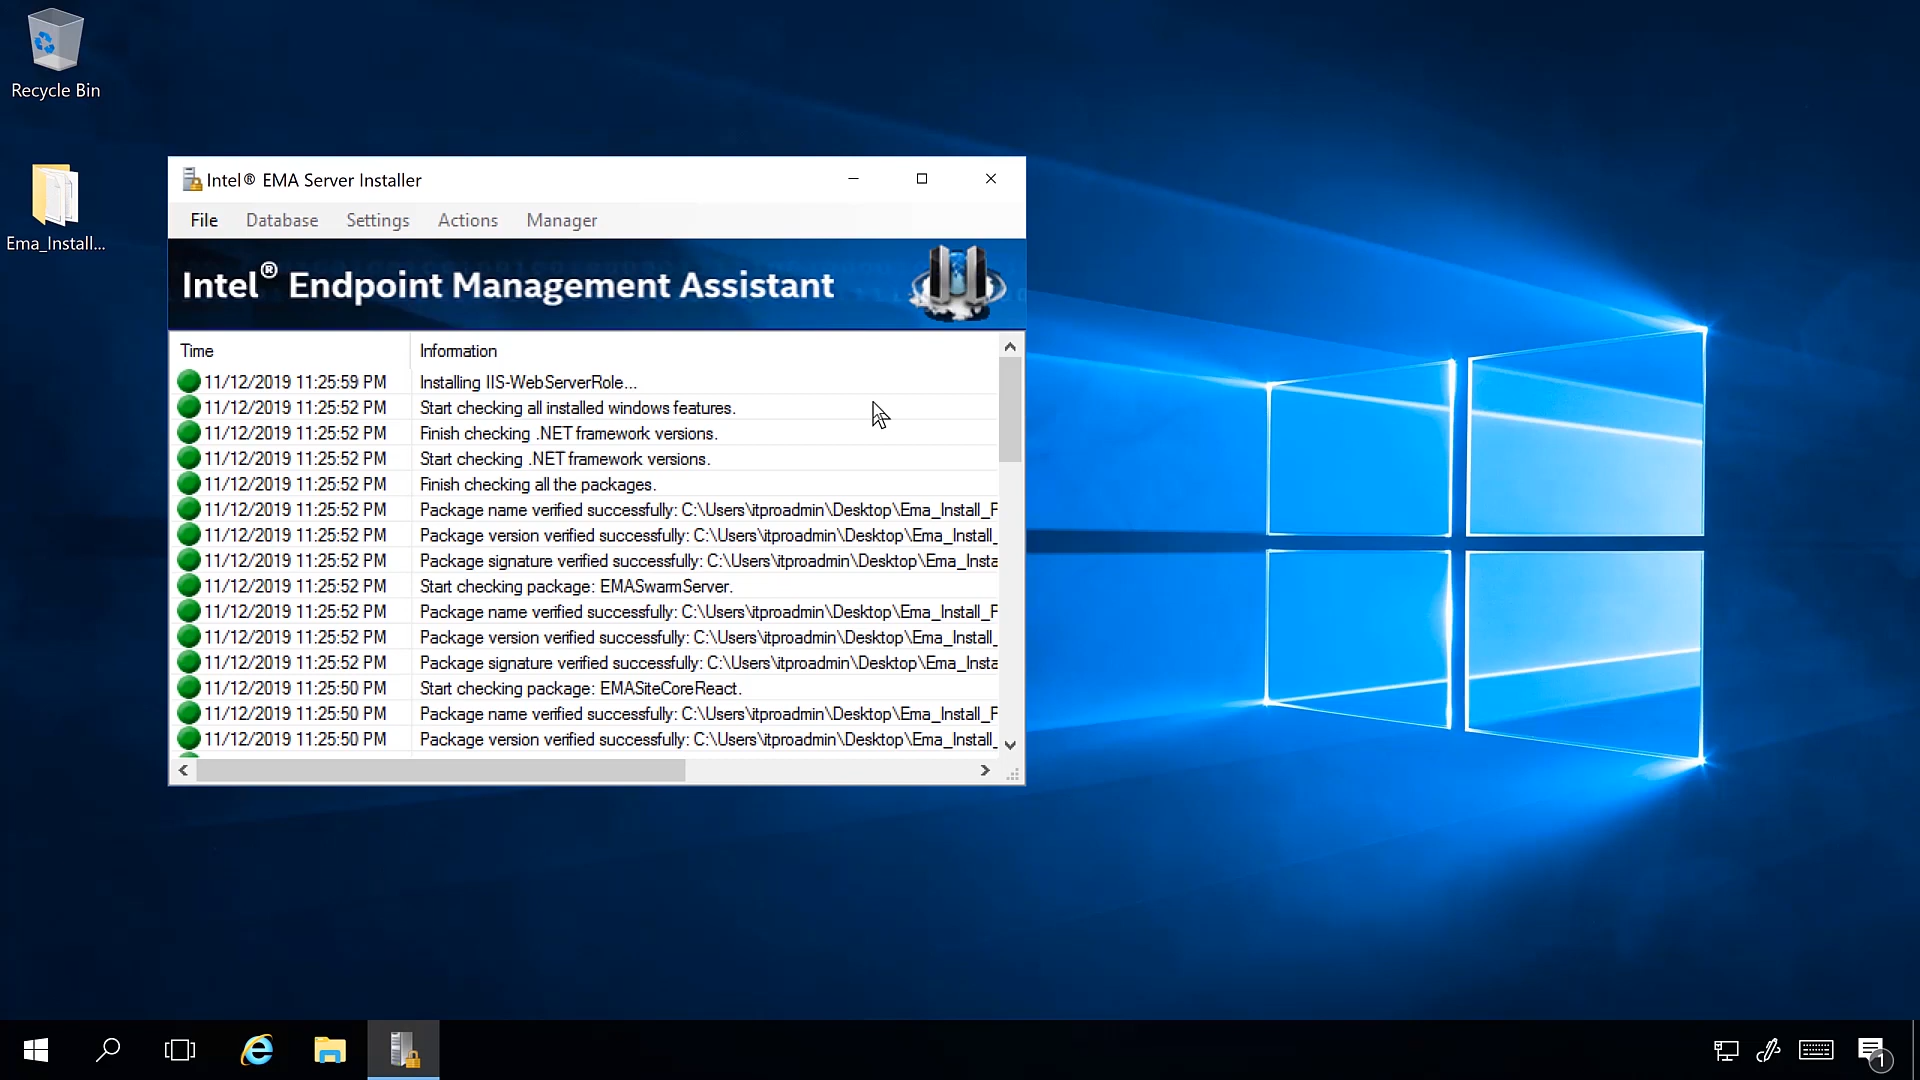 Recycle Bin
Ema_Install...
Intel® EMA Server Installer
File Database Settings Actions Manager
Intel® Endpoint Management Assistant
Time Information
11/12/2019 11:25:59 PM Installing IIS-WebServerRole...
11/12/2019 11:25:52 PM Start checking all installed windows features.
11/12/2019 11:25:52 PM Finish checking .NET framework versions.
11/12/2019 11:25:52 PM Start checking .NET framework versions.
11/12/2019 11:25:52 PM Finish checking all the packages.
11/12/2019 11:25:52 PM Package name verified successfully: C:\Users\itproadmin\Desktop\Ema_Install_F
11/12/2019 11:25:52 PM Package version verified successfully: C:\Users\itproadmin\Desktop\Ema_Install_
11/12/2019 11:25:52 PM Package signature verified successfully: C:\Users\itproadmin\Desktop\Ema_Insta
11/12/2019 11:25:52 PM Start checking package: EMASwarmServer.
11/12/2019 11:25:52 PM Package name verified successfully: C:\Users\itproadmin\Desktop\Ema_Install_F
11/12/2019 11:25:52 PM Package version verified successfully: C:\Users\itproadmin\Desktop\Ema_Install_
11/12/2019 11:25:52 PM Package signature verified successfully: C:\Users\itproadmin\Desktop\Ema_Insta
11/12/2019 11:25:50 PM Start checking package: EMASiteCoreReact.
11/12/2019 11:25:50 PM Package name verified successfully: C:\Users\itproadmin\Desktop\Ema_Install_F
11/12/2019 11:25:50 PM Package version verified successfully: C:\Users\itproadmin\Desktop\Ema_Install_
1